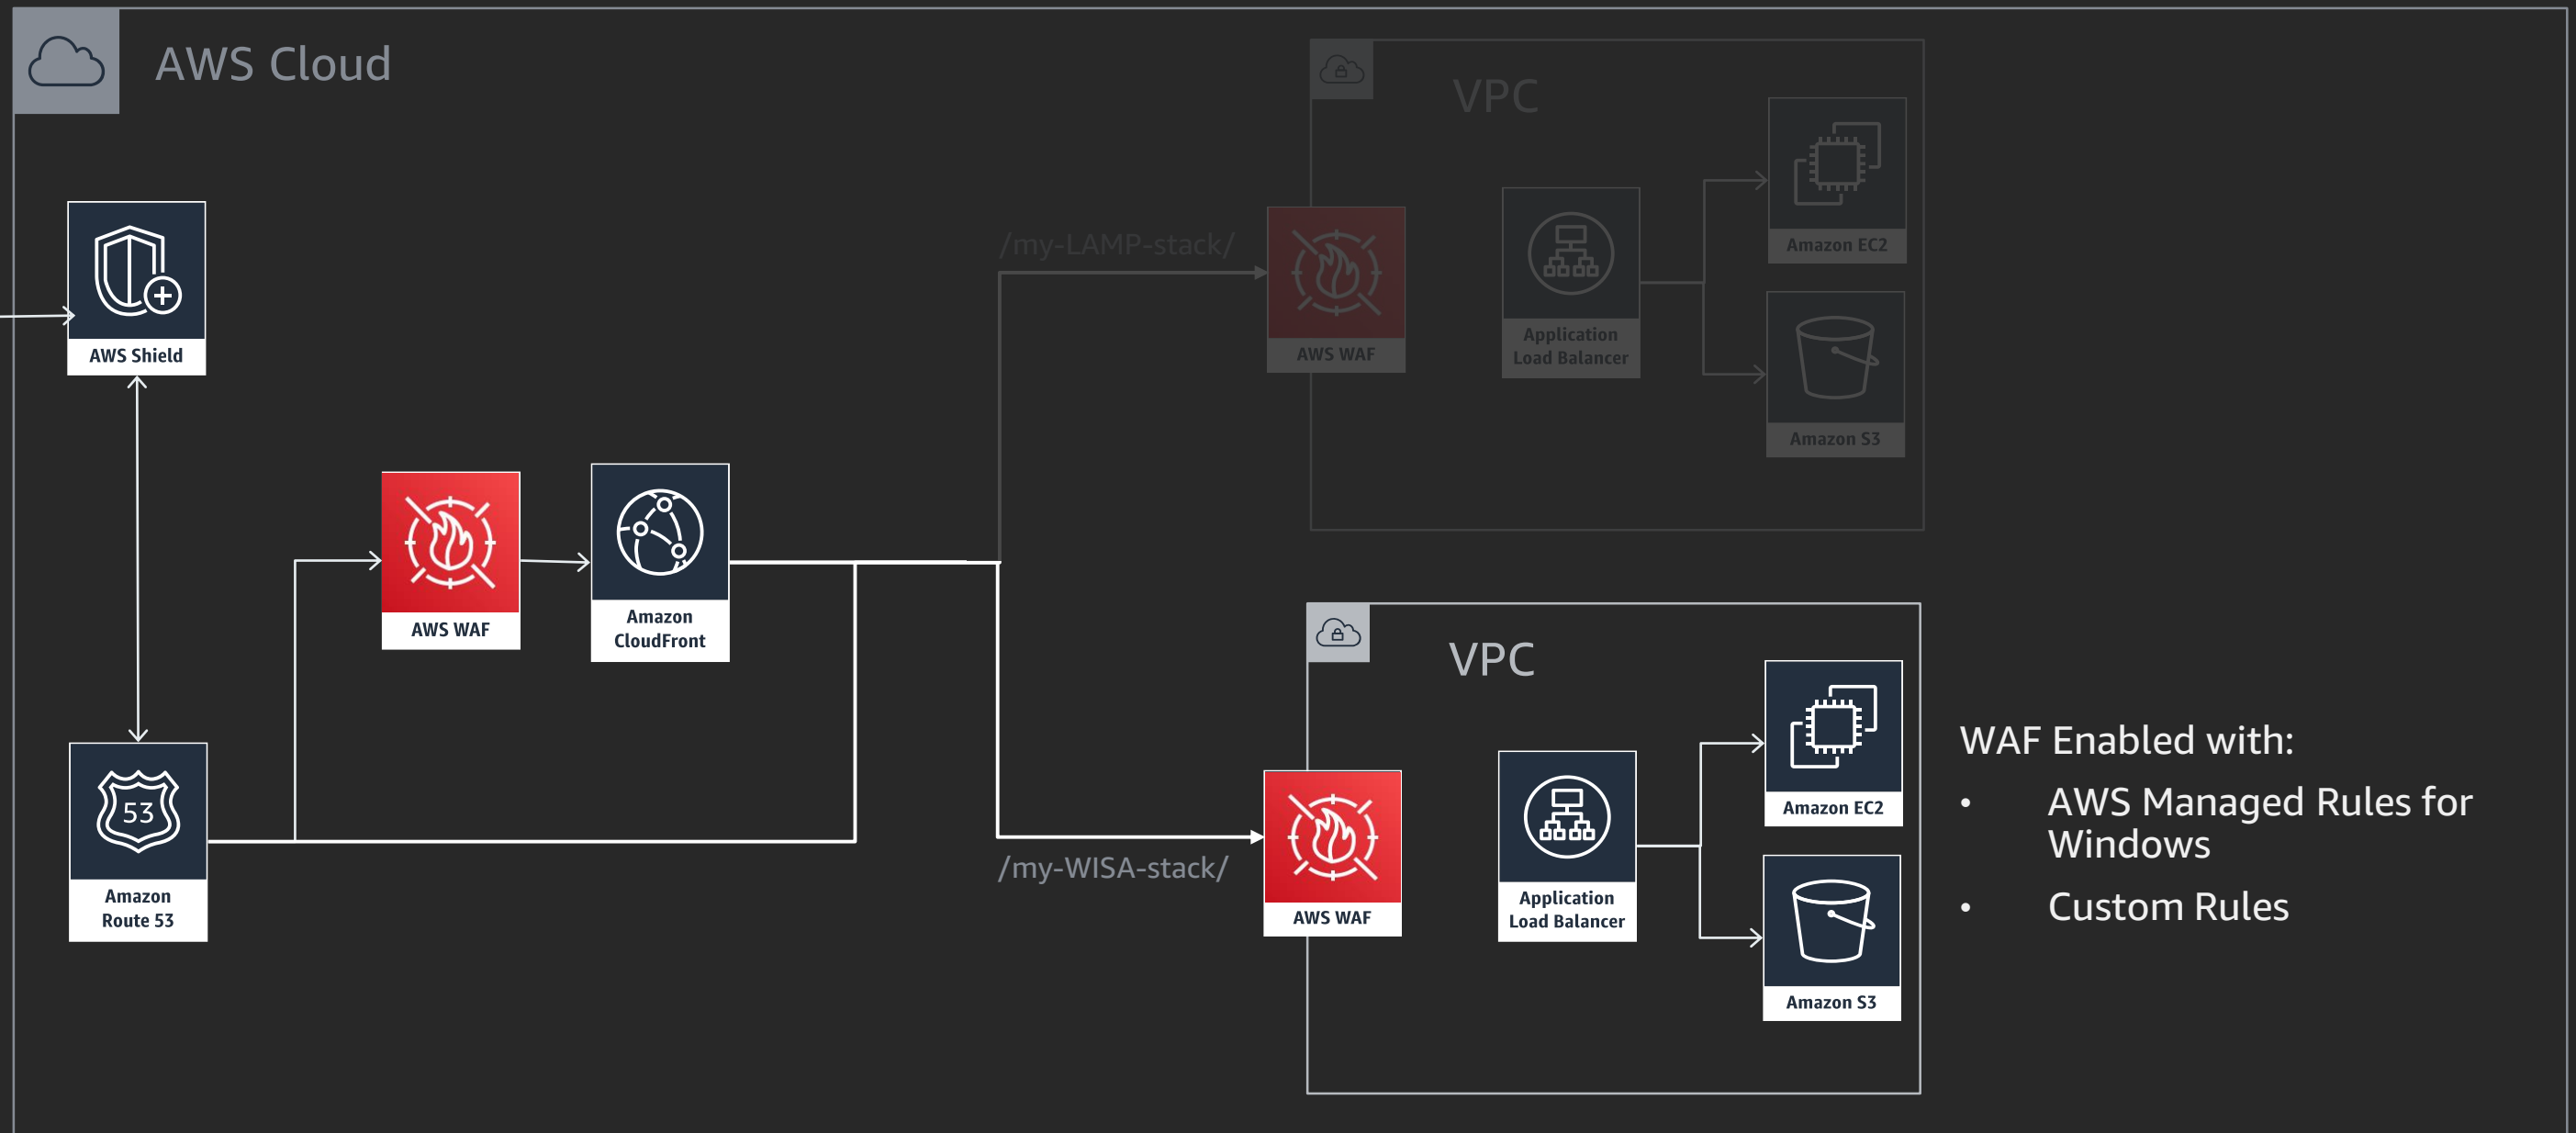 AWS Cloud
VPC
Amazon EC2
AWS Shield
/my-LAMP-stack/
AWS WAF
Application
Load Balancer
Amazon S3
AWS WAF
Amazon
CloudFront
VPC
Amazon EC2
53
Amazon
Route 53
/my-WISA-stack/
AWS WAF
Application
Load Balancer
Amazon S3
WAF Enabled with:
• AWS Managed Rules for
Windows
• Custom Rules